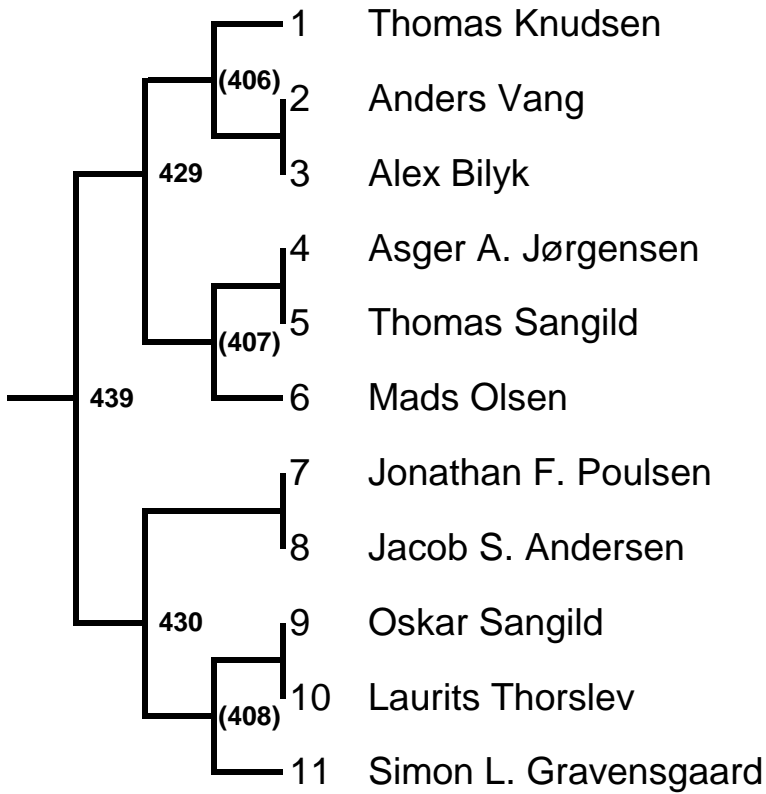 1 Thomas Knudsen
(406)
2 Anders Vang
429
3 Alex Bilyk
4 Asger A. Jørgensen
5 Thomas Sangild
(407)
439
6 Mads Olsen
7 Jonathan F. Poulsen
8 Jacob S. Andersen
430
9 Oskar Sangild
10 Laurits Thorslev
(408)
11 Simon L. Gravensgaard